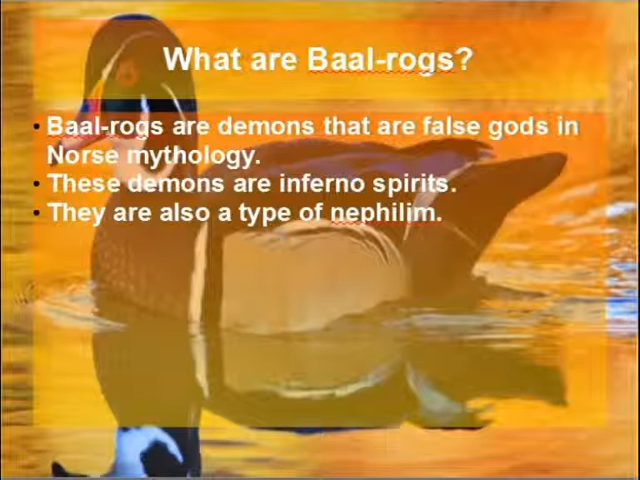 What are Baal-rogs?
• Baal-rogs are demons that are false gods in
Norse mythology.
• These demons are inferno spirits.
• They are also a type of nephilim.